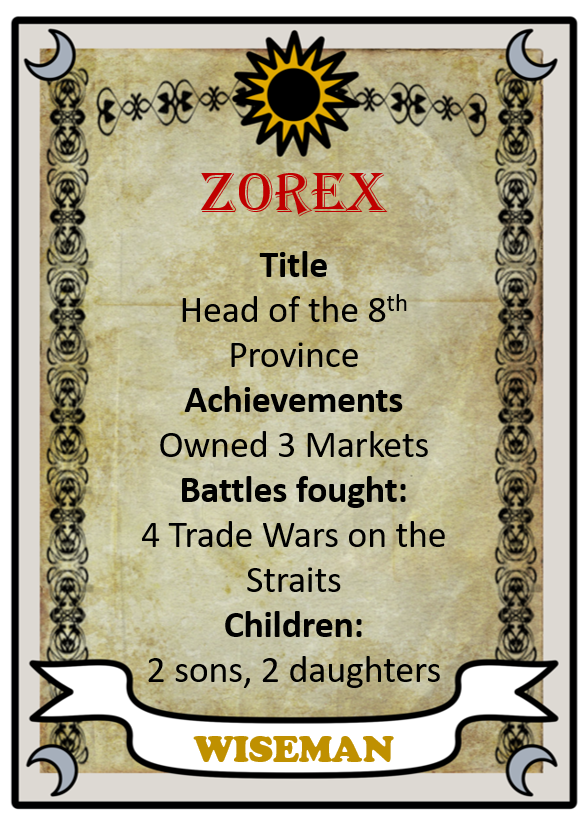 ZOREX
Title
Head of the 8th
Province
Achievements
Owned 3 Markets
Battles fought:
4 Trade Wars on the
Straits
Children:
2 sons, 2 daughters
WISEMAN